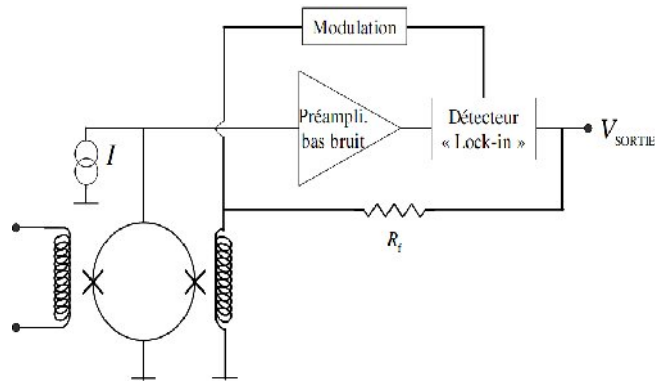 Modulation
Préampli.
bas bruit
Détecteur
« Lock-in »
V_SORTIE
I
R_f